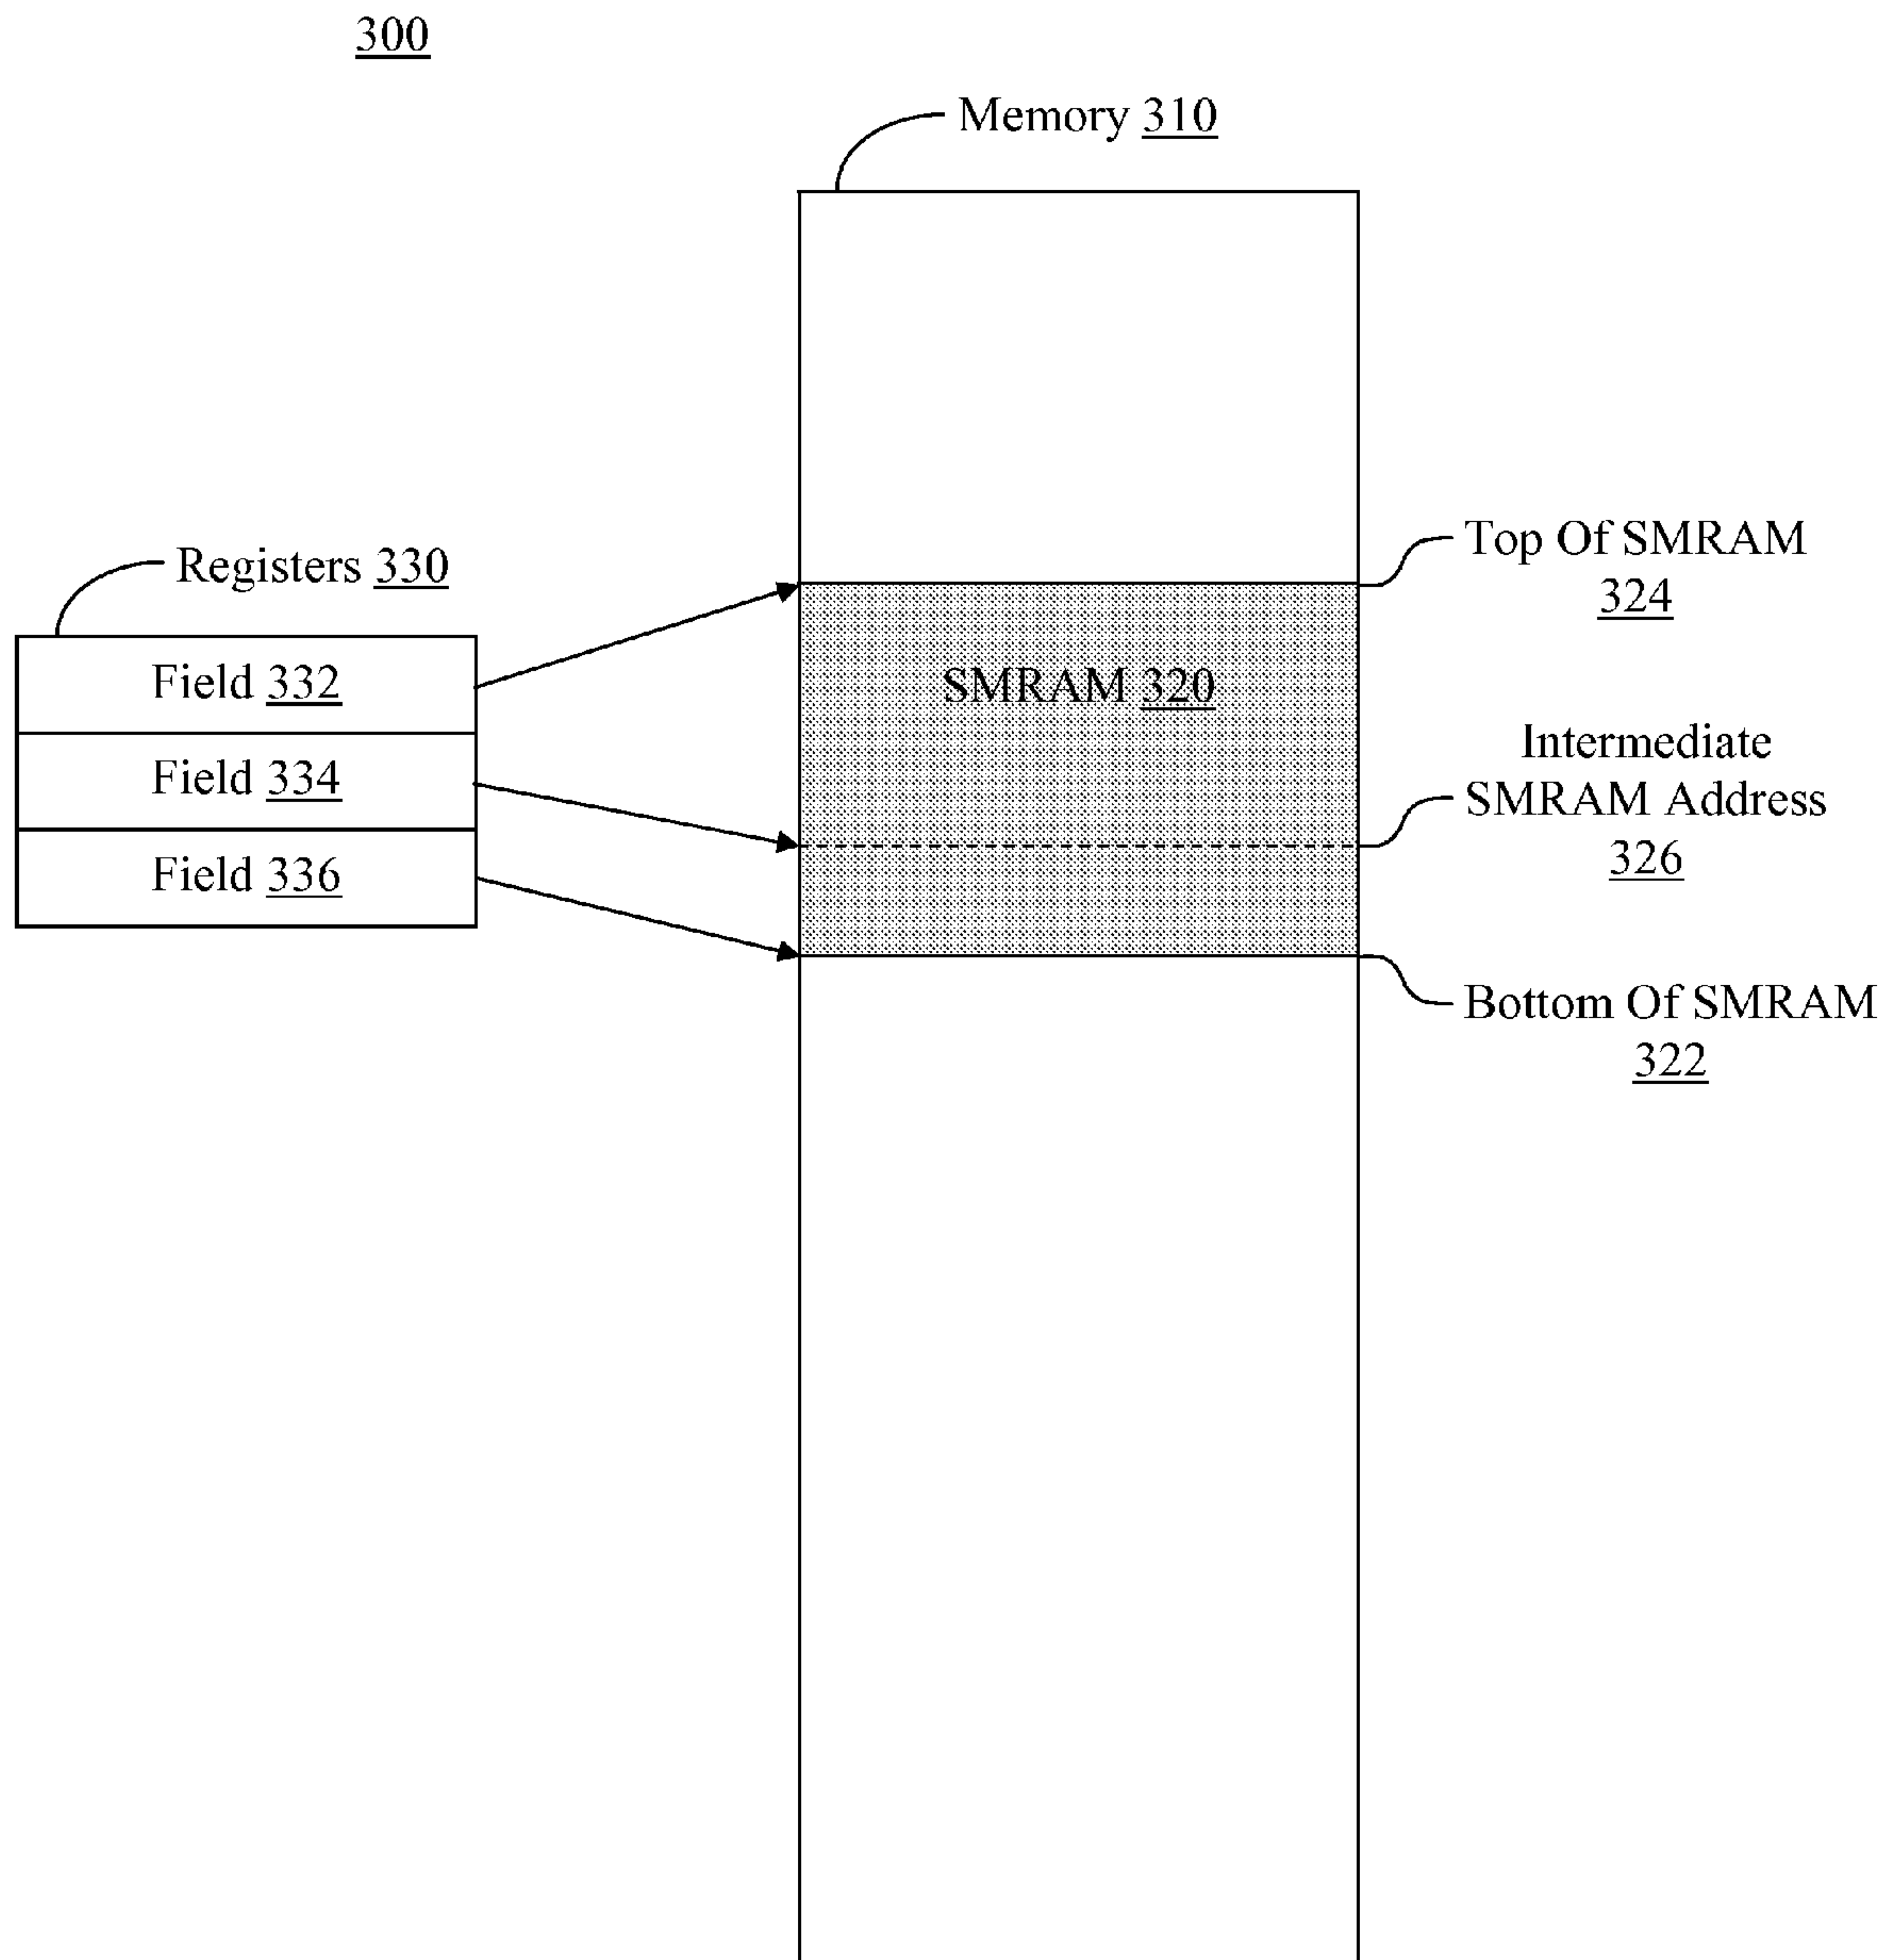 300
Memory 310
Registers 330
Field 332
Field 334
Field 336
SMRAM 320
Top Of SMRAM
324
Intermediate
SMRAM Address
326
Bottom Of SMRAM
322